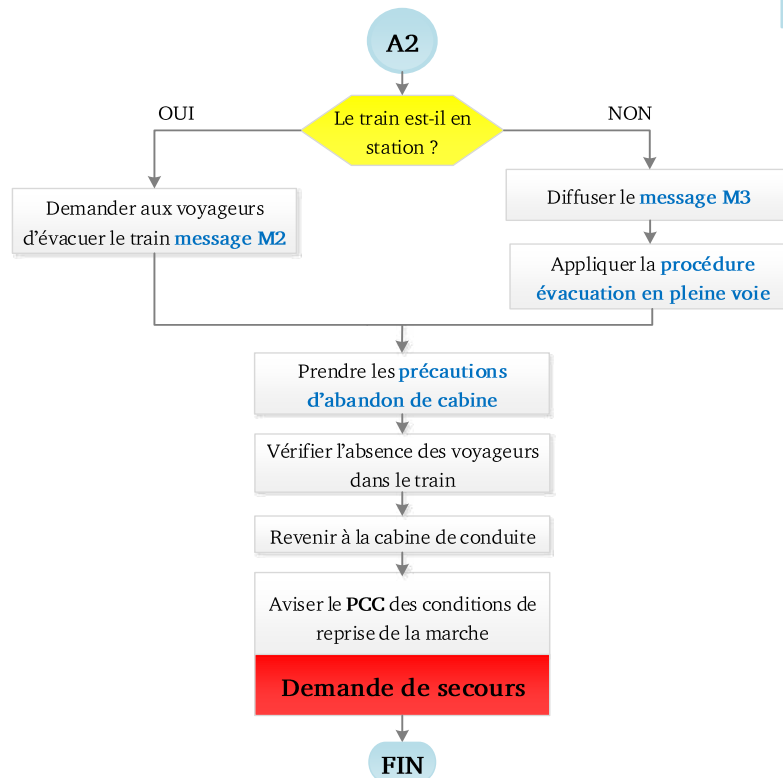 A2
Le train est-il en
station ?
OUI
NON
Demander aux voyageurs
d'évacuer le train message M2
Diffuser le message M3
Appliquer la procédure
évacuation en pleine voie
Prendre les précautions
d'abandon de cabine
Vérifier l'absence des voyageurs
dans le train
Revenir à la cabine de conduite
Aviser le PCC des conditions de
reprise de la marche
Demande de secours
FIN